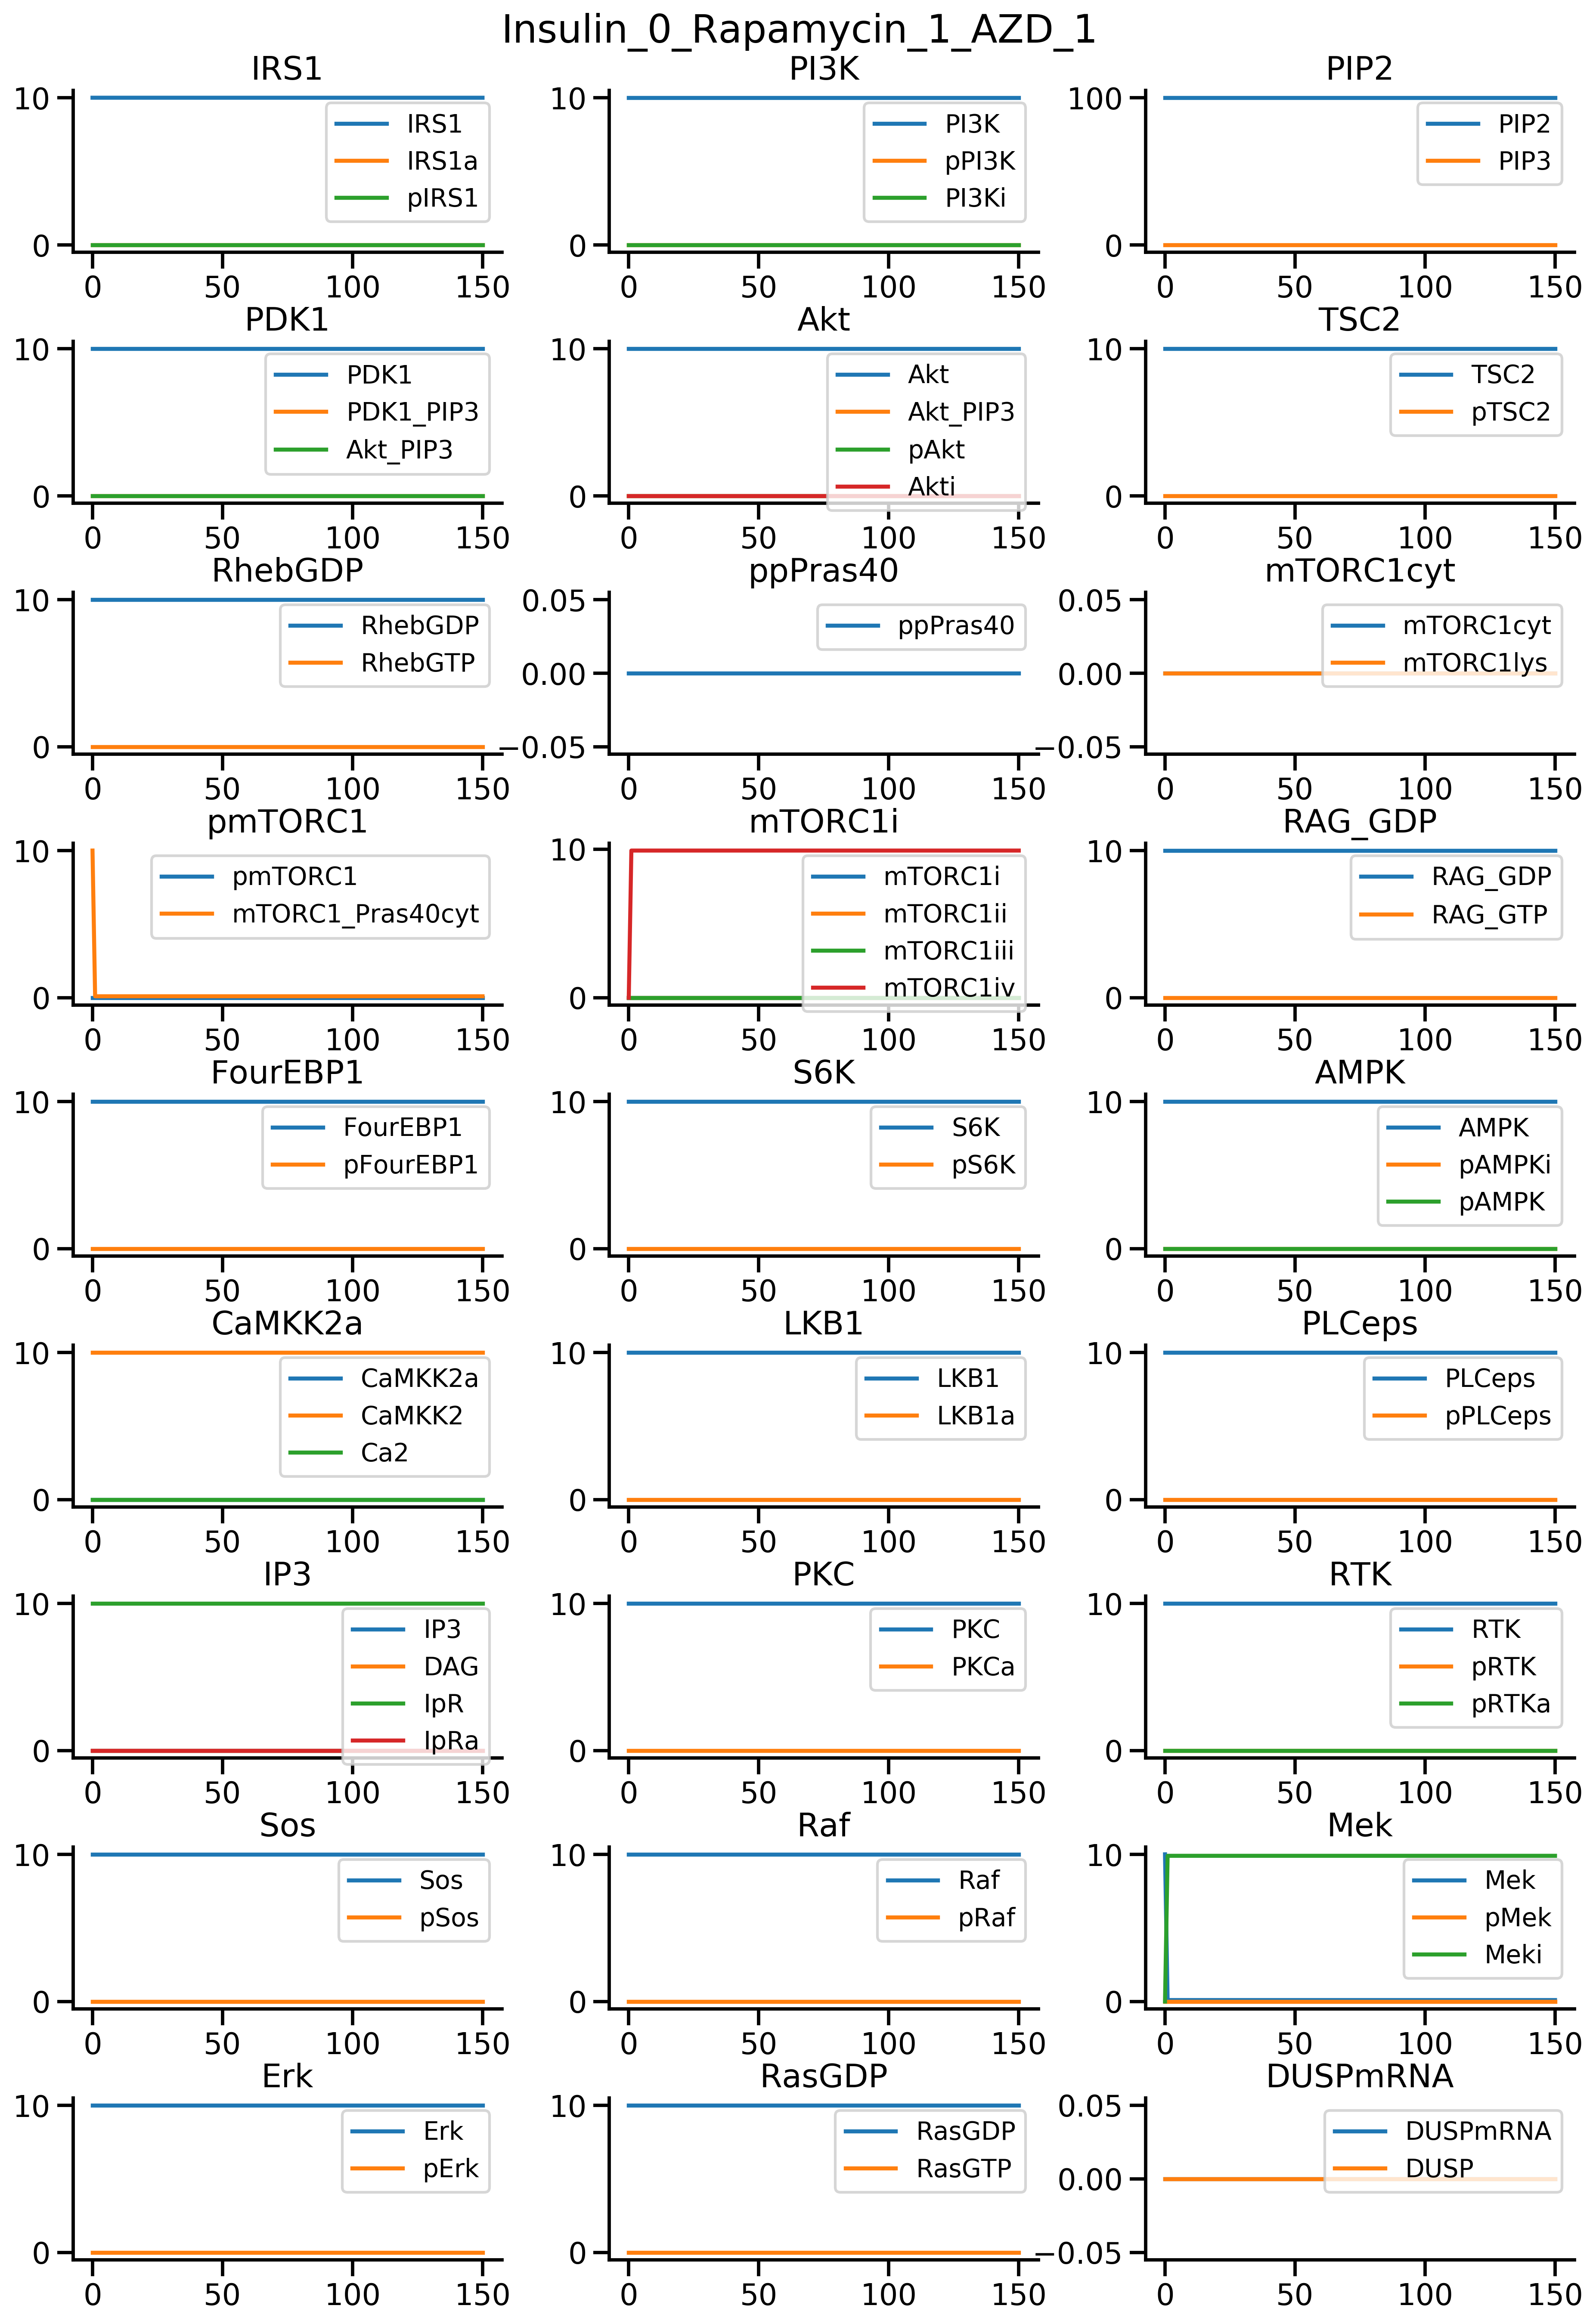 Insulin_0_Rapamycin_1_AZD_1
IRS1
10
0
0 50 100 150
IRS1
IRS1a
pIRS1
PI3K
10
0
0 50 100 150
PI3K
pPI3K
PI3Ki
PIP2
100
0
0 50 100 150
PIP2
PIP3
PDK1
10
0
0 50 100 150
PDK1
PDK1_PIP3
Akt_PIP3
Akt
10
0
0 50 100 150
Akt
Akt_PIP3
pAkt
Akti
TSC2
10
0
0 50 100 150
TSC2
pTSC2
RhebGDP
10
0
0 50 100 150
RhebGDP
RhebGTP
ppPras40
0.05
0.00
−0.05
0 50 100 150
ppPras40
mTORC1cyt
0.05
0.00
−0.05
0 50 100 150
mTORC1cyt
mTORC1lys
pmTORC1
10
0
0 50 100 150
pmTORC1
mTORC1_Pras40cyt
mTORC1i
10
0
0 50 100 150
mTORC1i
mTORC1ii
mTORC1iii
mTORC1iv
RAG_GDP
10
0
0 50 100 150
RAG_GDP
RAG_GTP
FourEBP1
10
0
0 50 100 150
FourEBP1
pFourEBP1
S6K
10
0
0 50 100 150
S6K
pS6K
AMPK
10
0
0 50 100 150
AMPK
pAMPKi
pAMPK
CaMKK2a
10
0
0 50 100 150
CaMKK2a
CaMKK2
Ca2
LKB1
10
0
0 50 100 150
LKB1
LKB1a
PLCeps
10
0
0 50 100 150
PLCeps
pPLCeps
IP3
10
0
0 50 100 150
IP3
DAG
IpR
IpRa
PKC
10
0
0 50 100 150
PKC
PKCa
RTK
10
0
0 50 100 150
RTK
pRTK
pRTKa
Sos
10
0
0 50 100 150
Sos
pSos
Raf
10
0
0 50 100 150
Raf
pRaf
Mek
10
0
0 50 100 150
Mek
pMek
Meki
Erk
10
0
0 50 100 150
Erk
pErk
RasGDP
10
0
0 50 100 150
RasGDP
RasGTP
DUSPmRNA
0.05
0.00
−0.05
0 50 100 150
DUSPmRNA
DUSP